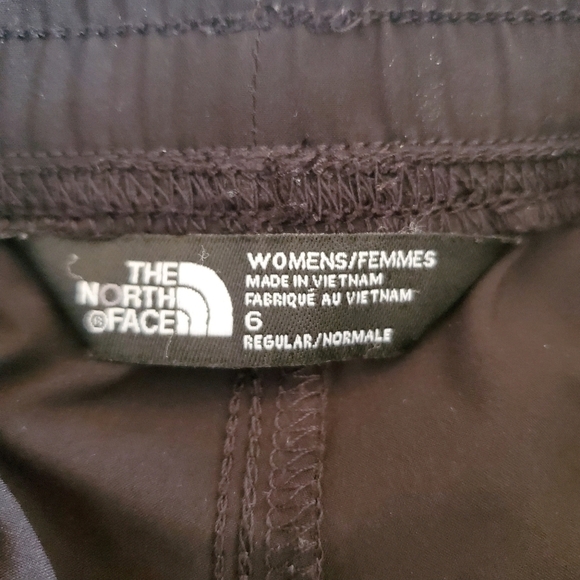 THE
NORTH
®FACE
WOMENS/FEMMES
MADE IN VIETNAM
FABRIQUÉ AU VIETNAM
6
REGULAR/NORMALE